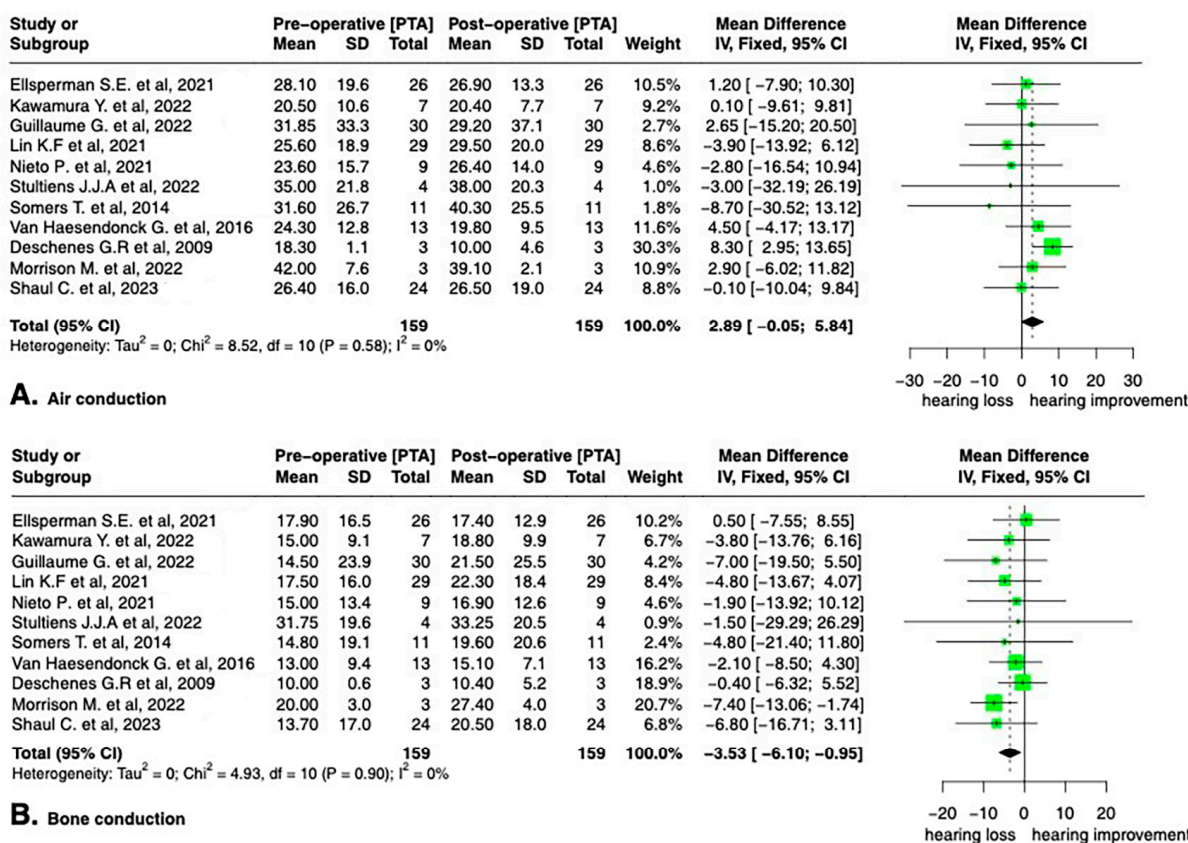 Study or Pre−operative [PTA] Post−operative [PTA] Mean Difference Mean Difference
Subgroup Mean SD Total Mean SD Total Weight IV, Fixed, 95% CI IV, Fixed, 95% CI
Ellsperman S.E. et al, 2021 28.10 19.6 26 26.90 13.3 26 10.5% 1.20 [ −7.90; 10.30]
Kawamura Y. et al, 2022 20.50 10.6 7 20.40 7.7 7 9.2% 0.10 [ −9.61; 9.81]
Guillaume G. et al, 2022 31.85 33.3 30 29.20 37.1 30 2.7% 2.65 [−15.20; 20.50]
Lin K.F et al, 2021 25.60 18.9 29 29.50 20.0 29 8.6% −3.90 [−13.92; 6.12]
Nieto P. et al, 2021 23.60 15.7 9 26.40 14.0 9 4.6% −2.80 [−16.54; 10.94]
Stultiens J.J.A et al, 2022 35.00 21.8 4 38.00 20.3 4 1.0% −3.00 [−32.19; 26.19]
Somers T. et al, 2014 31.60 26.7 11 40.30 25.5 11 1.8% −8.70 [−30.52; 13.12]
Van Haesendonck G. et al, 2016 24.30 12.8 13 19.80 9.5 13 11.6% 4.50 [ −4.17; 13.17]
Deschenes G.R et al, 2009 18.30 1.1 3 10.00 4.6 3 30.3% 8.30 [ 2.95; 13.65]
Morrison M. et al, 2022 42.00 7.6 3 39.10 2.1 3 10.9% 2.90 [ −6.02; 11.82]
Shaul C. et al, 2023 26.40 16.0 24 26.50 19.0 24 8.8% −0.10 [−10.04; 9.84]
Total (95% CI) 159 159 100.0% 2.89 [ −0.05; 5.84]
Heterogeneity: Tau² = 0; Chi² = 8.52, df = 10 (P = 0.58); I² = 0%
−30 −20 −10 0 10 20 30
hearing loss hearing improvement
A. Air conduction
Study or Pre−operative [PTA] Post−operative [PTA] Mean Difference Mean Difference
Subgroup Mean SD Total Mean SD Total Weight IV, Fixed, 95% CI IV, Fixed, 95% CI
Ellsperman S.E. et al, 2021 17.90 16.5 26 17.40 12.9 26 10.2% 0.50 [ −7.55; 8.55]
Kawamura Y. et al, 2022 15.00 9.1 7 18.80 9.9 7 6.7% −3.80 [−13.76; 6.16]
Guillaume G. et al, 2022 14.50 23.9 30 21.50 25.5 30 4.2% −7.00 [−19.50; 5.50]
Lin K.F et al, 2021 17.50 16.0 29 22.30 18.4 29 8.4% −4.80 [−13.67; 4.07]
Nieto P. et al, 2021 15.00 13.4 9 16.90 12.6 9 4.6% −1.90 [−13.92; 10.12]
Stultiens J.J.A et al, 2022 31.75 19.6 4 33.25 20.5 4 0.9% −1.50 [−29.29; 26.29]
Somers T. et al, 2014 14.80 19.1 11 19.60 20.6 11 2.4% −4.80 [−21.40; 11.80]
Van Haesendonck G. et al, 2016 13.00 9.4 13 15.10 7.1 13 16.2% −2.10 [ −8.50; 4.30]
Deschenes G.R et al, 2009 10.00 0.6 3 10.40 5.2 3 18.9% −0.40 [ −6.32; 5.52]
Morrison M. et al, 2022 20.00 3.0 3 27.40 4.0 3 20.7% −7.40 [−13.06; −1.74]
Shaul C. et al, 2023 13.70 17.0 24 20.50 18.0 24 6.8% −6.80 [−16.71; 3.11]
Total (95% CI) 159 159 100.0% −3.53 [ −6.10; −0.95]
Heterogeneity: Tau² = 0; Chi² = 4.93, df = 10 (P = 0.90); I² = 0%
−20 −10 0 10 20
hearing loss hearing improvement
B. Bone conduction